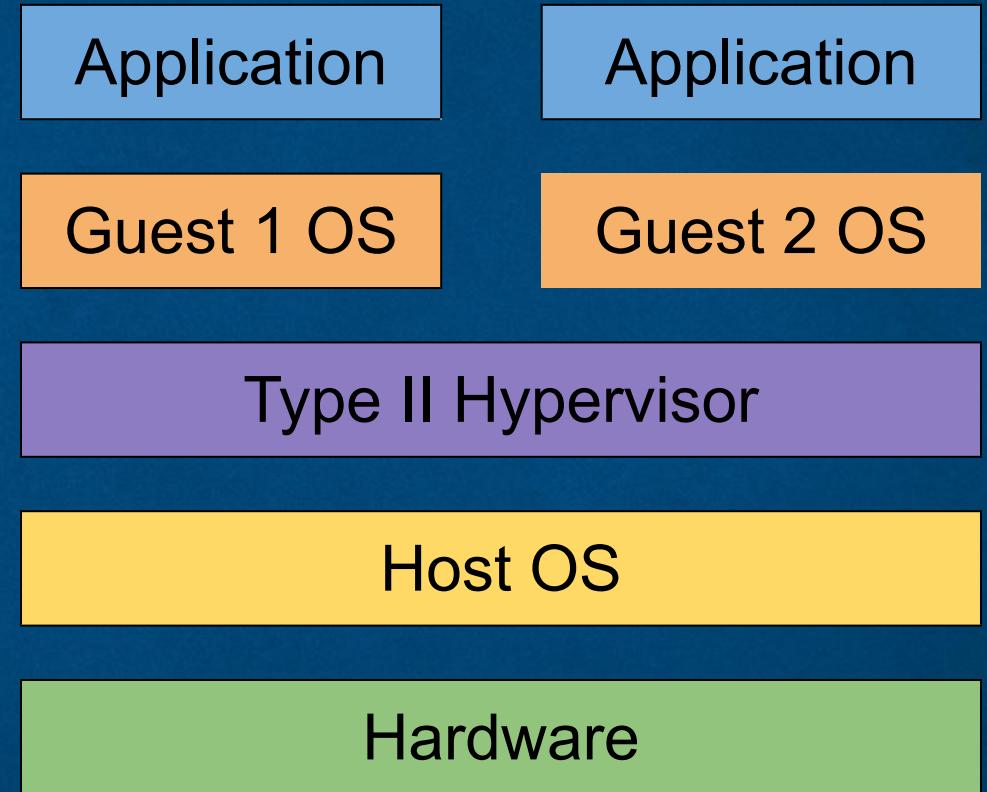 Application
Application
Guest 1 OS
Guest 2 OS
Type II Hypervisor
Host OS
Hardware